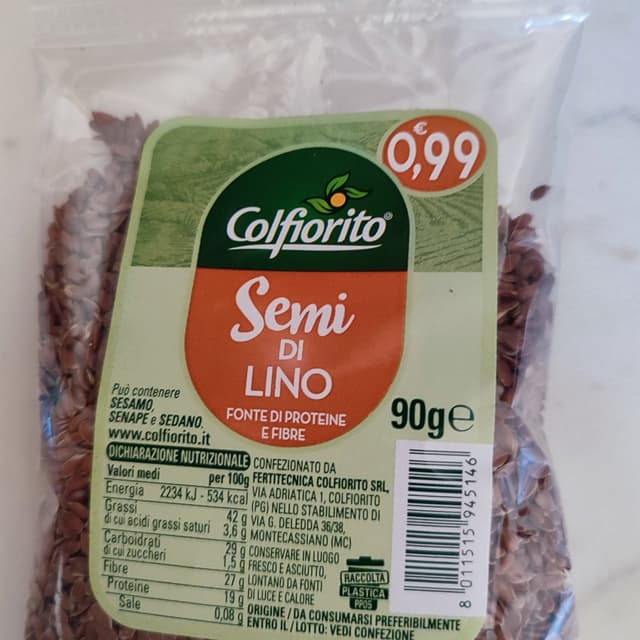 €
0,99
Colfiorito®
Semi
DI
LINO
FONTE DI PROTEINE
E FIBRE
90g e
Può contenere
SESAMO,
SENAPE e SEDANO.
www.colfiorito.it
DICHIARAZIONE NUTRIZIONALE
Valori medi per 100g
Energia 2234 kJ - 534 kcal
Grassi 42 g
di cui acidi grassi saturi 3,6 g
Carboidrati 29 g
di cui zuccheri 1,5 g
Fibre 27 g
Proteine 19 g
Sale 0,08 g
CONFEZIONATO DA
FERTITECNICA COLFIORITO SRL,
VIA ADRIATICA 1, COLFIORITO
(PG) NELLO STABILIMENTO DI
VIA G. DELEDDA 36/38,
MONTECASSIANO (MC)
CONSERVARE IN LUOGO
FRESCO E ASCIUTTO,
LONTANO DA FONTI
DI LUCE E CALORE
ORIGINE / DA CONSUMARSI PREFERIBILMENTE
ENTRO IL / LOTTO: VEDI CONFEZIONE
RACCOLTA
PLASTICA
PP05
8 011515 945146